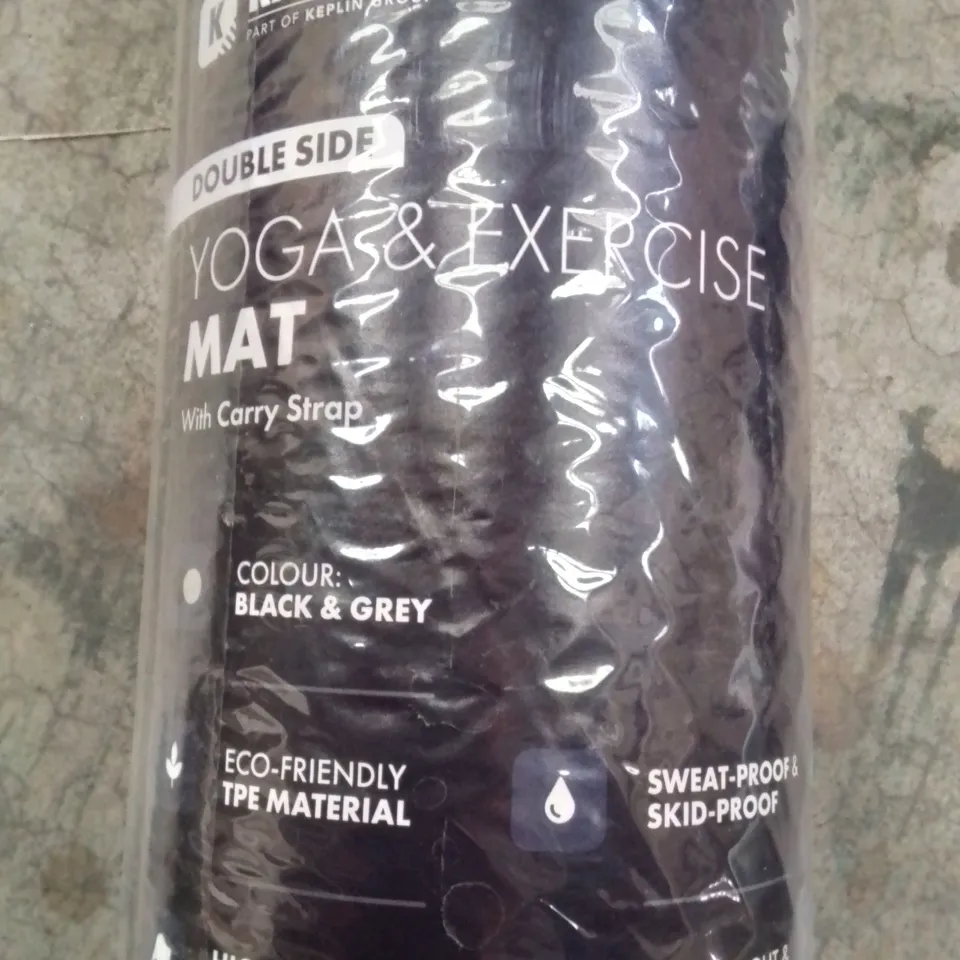 K
PART OF KEPLIN GROUP
DOUBLE SIDE
YOGA & EXERCISE
MAT
With Carry Strap
COLOUR:
BLACK & GREY
ECO-FRIENDLY
TPE MATERIAL
SWEAT-PROOF &
SKID-PROOF